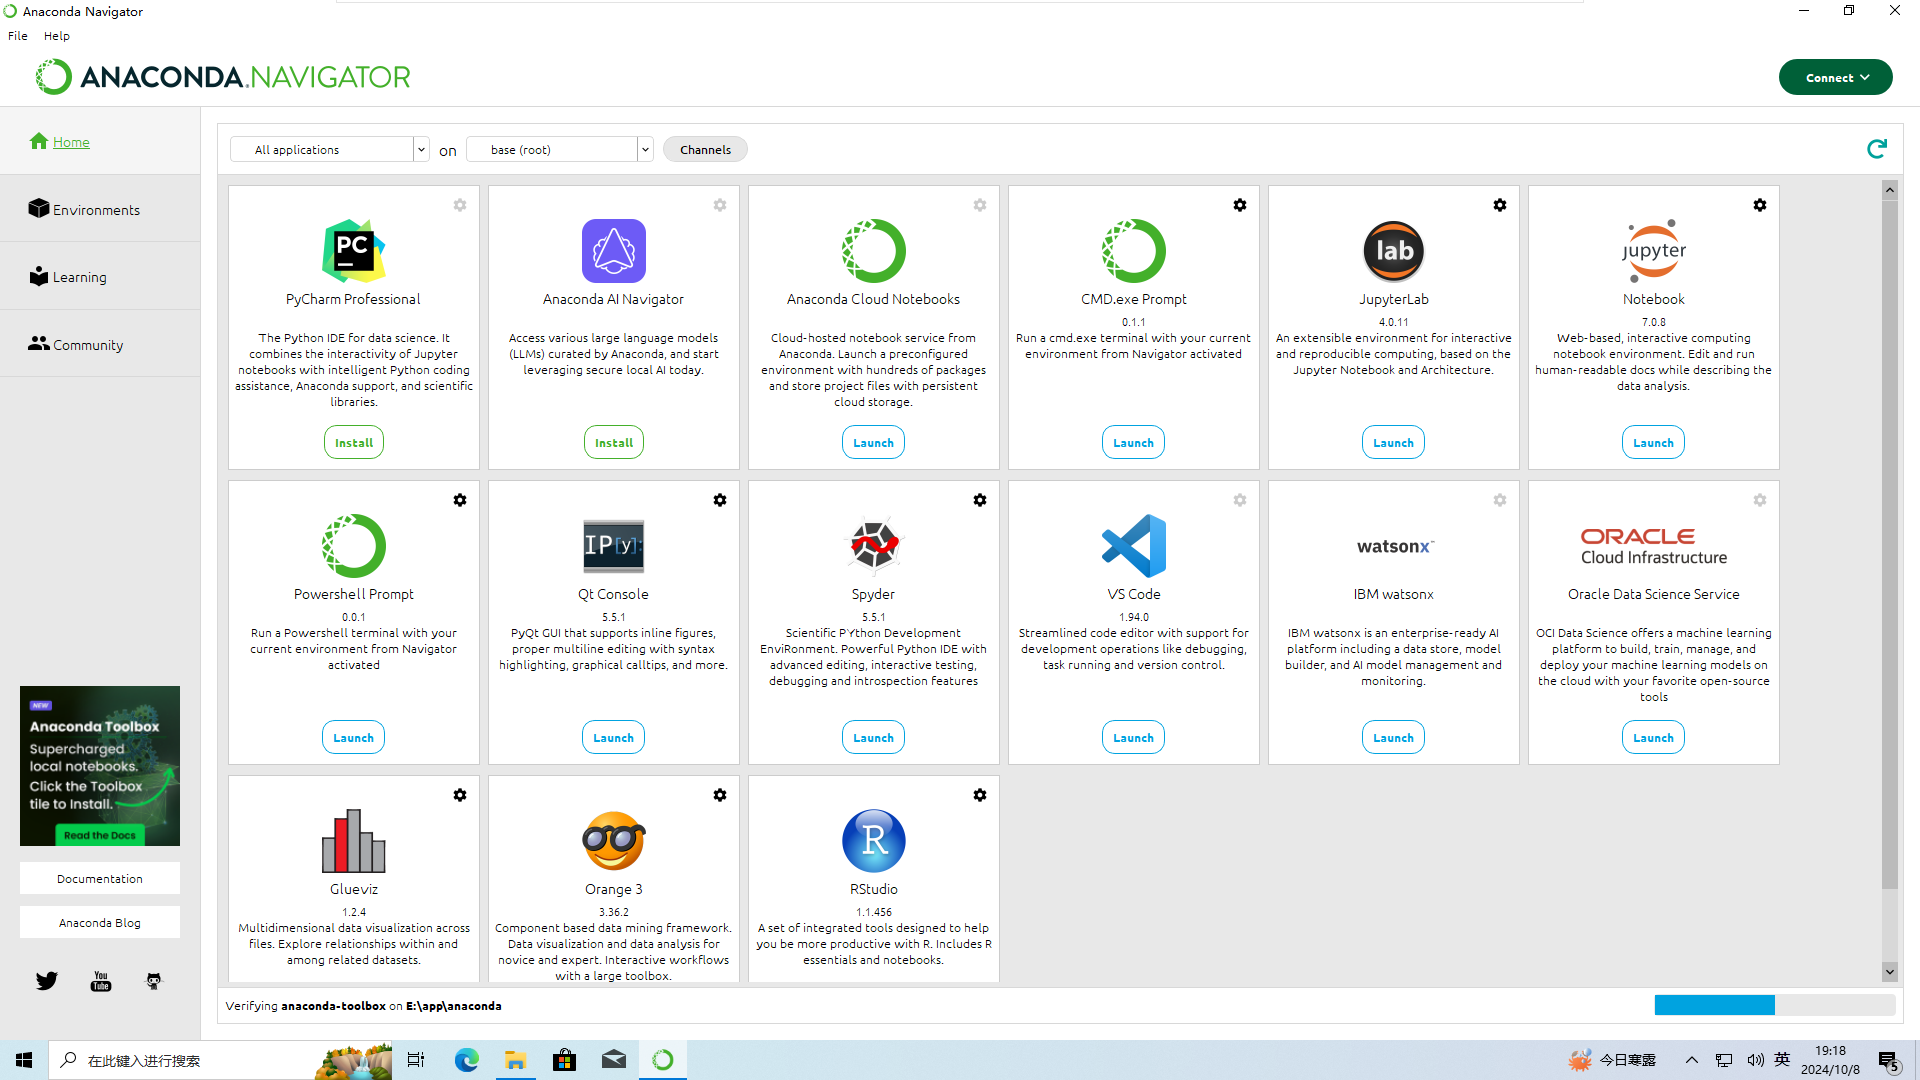 Anaconda Navigator
File Help
ANACONDA.NAVIGATOR
Connect
Home
Environments
Learning
Community
All applications on base (root) Channels
PC
PyCharm Professional
The Python IDE for data science. It
combines the interactivity of Jupyter
notebooks with intelligent Python coding
assistance, Anaconda support, and scientific
libraries.
Install
Anaconda AI Navigator
Access various large language models
(LLMs) curated by Anaconda, and start
leveraging secure local AI today.
Install
Anaconda Cloud Notebooks
Cloud-hosted notebook service from
Anaconda. Launch a preconfigured
environment with hundreds of packages
and store project files with persistent
cloud storage.
Launch
CMD.exe Prompt
0.1.1
Run a cmd.exe terminal with your current
environment from Navigator activated
Launch
lab
JupyterLab
4.0.11
An extensible environment for interactive
and reproducible computing, based on the
Jupyter Notebook and Architecture.
Launch
jupyter
Notebook
7.0.8
Web-based, interactive computing
notebook environment. Edit and run
human-readable docs while describing the
data analysis.
Launch
Powershell Prompt
0.0.1
Run a Powershell terminal with your
current environment from Navigator
activated
Launch
IP[y]:
Qt Console
5.5.1
PyQt GUI that supports inline figures,
proper multiline editing with syntax
highlighting, graphical calltips, and more.
Launch
Spyder
5.5.1
Scientific PYthon Development
EnviRonment. Powerful Python IDE with
advanced editing, interactive testing,
debugging and introspection features
Launch
VS Code
1.94.0
Streamlined code editor with support for
development operations like debugging,
task running and version control.
Launch
watsonx™
IBM watsonx
IBM watsonx is an enterprise-ready AI
platform including a data store, model
builder, and AI model management and
monitoring.
Launch
ORACLE
Cloud Infrastructure
Oracle Data Science Service
OCI Data Science offers a machine learning
platform to build, train, manage, and
deploy your machine learning models on
the cloud with your favorite open-source
tools
Launch
Glueviz
1.2.4
Multidimensional data visualization across
files. Explore relationships within and
among related datasets.
Orange 3
3.36.2
Component based data mining framework.
Data visualization and data analysis for
novice and expert. Interactive workflows
with a large toolbox.
R
RStudio
1.1.456
A set of integrated tools designed to help
you be more productive with R. Includes R
essentials and notebooks.
NEW
Anaconda Toolbox
Supercharged
local notebooks.
Click the Toolbox
tile to Install.
Read the Docs
Documentation
Anaconda Blog
You
Tube
Verifying anaconda-toolbox on E:\app\anaconda
在此键入进行搜索
今日寒露
英
19:18
2024/10/8
5